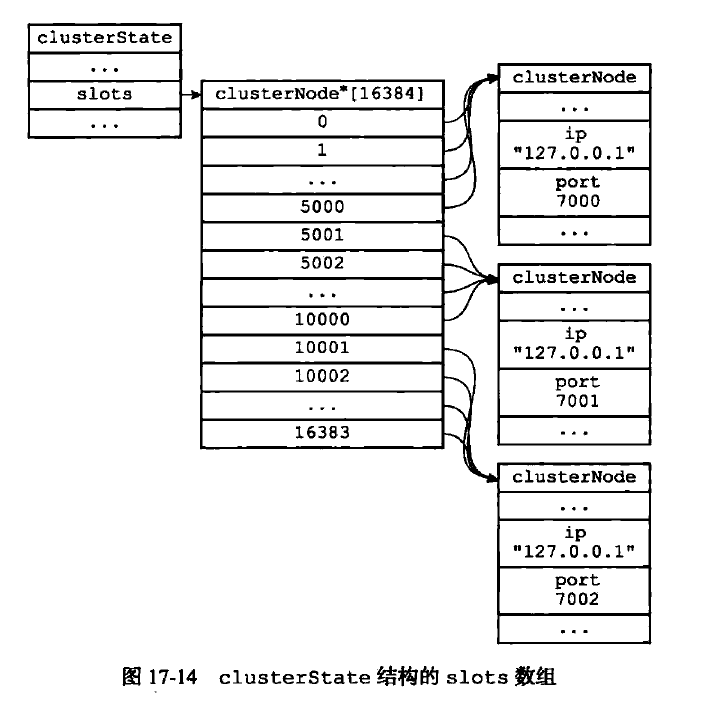 clusterState
...
slots
...
clusterNode*[16384]
0
1
...
5000
5001
5002
...
10000
10001
10002
...
16383
clusterNode
...
ip
"127.0.0.1"
port
7000
...
clusterNode
...
ip
"127.0.0.1"
port
7001
...
clusterNode
...
ip
"127.0.0.1"
port
7002
...
图 17-14 clusterState 结构的 slots 数组